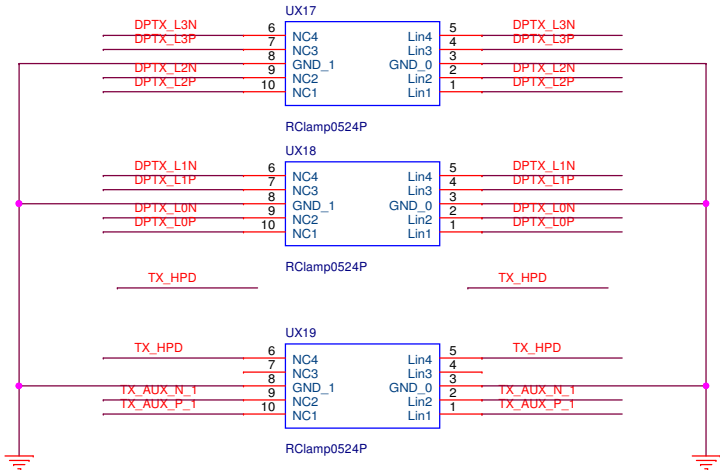 UX17
DPTX_L3N 6 NC4 Lin4 5 DPTX_L3N
DPTX_L3P 7 NC3 Lin3 4 DPTX_L3P
8 GND_1 GND_0 3
DPTX_L2N 9 NC2 Lin2 2 DPTX_L2N
DPTX_L2P 10 NC1 Lin1 1 DPTX_L2P
RClamp0524P
UX18
DPTX_L1N 6 NC4 Lin4 5 DPTX_L1N
DPTX_L1P 7 NC3 Lin3 4 DPTX_L1P
8 GND_1 GND_0 3
DPTX_L0N 9 NC2 Lin2 2 DPTX_L0N
DPTX_L0P 10 NC1 Lin1 1 DPTX_L0P
RClamp0524P
TX_HPD TX_HPD
UX19
TX_HPD 6 NC4 Lin4 5 TX_HPD
7 NC3 Lin3 4
8 GND_1 GND_0 3
TX_AUX_N_1 9 NC2 Lin2 2 TX_AUX_N_1
TX_AUX_P_1 10 NC1 Lin1 1 TX_AUX_P_1
RClamp0524P